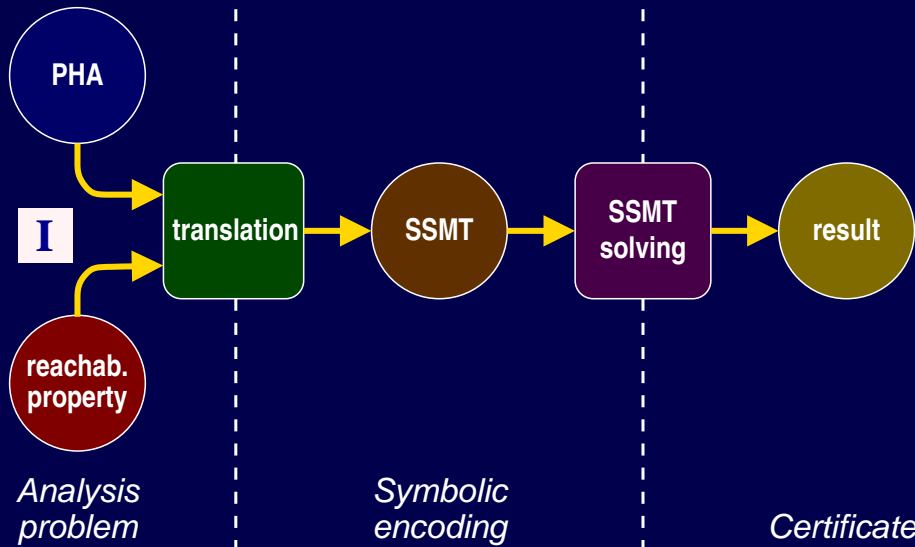 PHA
I
translation
SSMT
SSMT
solving
result
reachab.
property
Analysis
problem
Symbolic
encoding
Certificate